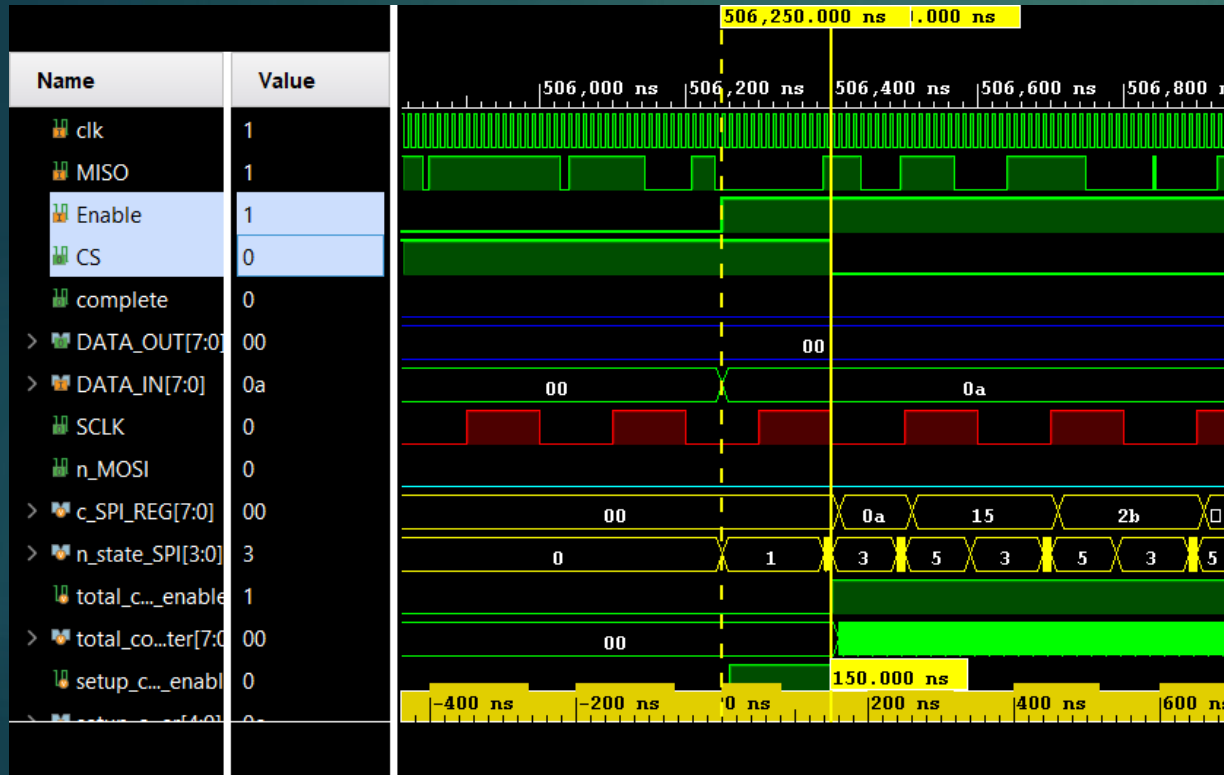 506,250.000 ns .000 ns
Name Value
506,000 ns 506,200 ns 506,400 ns 506,600 ns 506,800 n
clk 1
MISO 1
Enable 1
CS 0
complete 0
DATA_OUT[7:0] 00 00
DATA_IN[7:0] 0a 00 0a
SCLK 0
n_MOSI 0
c_SPI_REG[7:0] 00 00 0a 15 2b
n_state_SPI[3:0] 3 0 1 3 5 3 5 3 5
total_c..._enable 1
total_co...ter[7:0 00 00
setup_c..._enabl 0 150.000 ns
-400 ns -200 ns 0 ns 200 ns 400 ns 600 ns